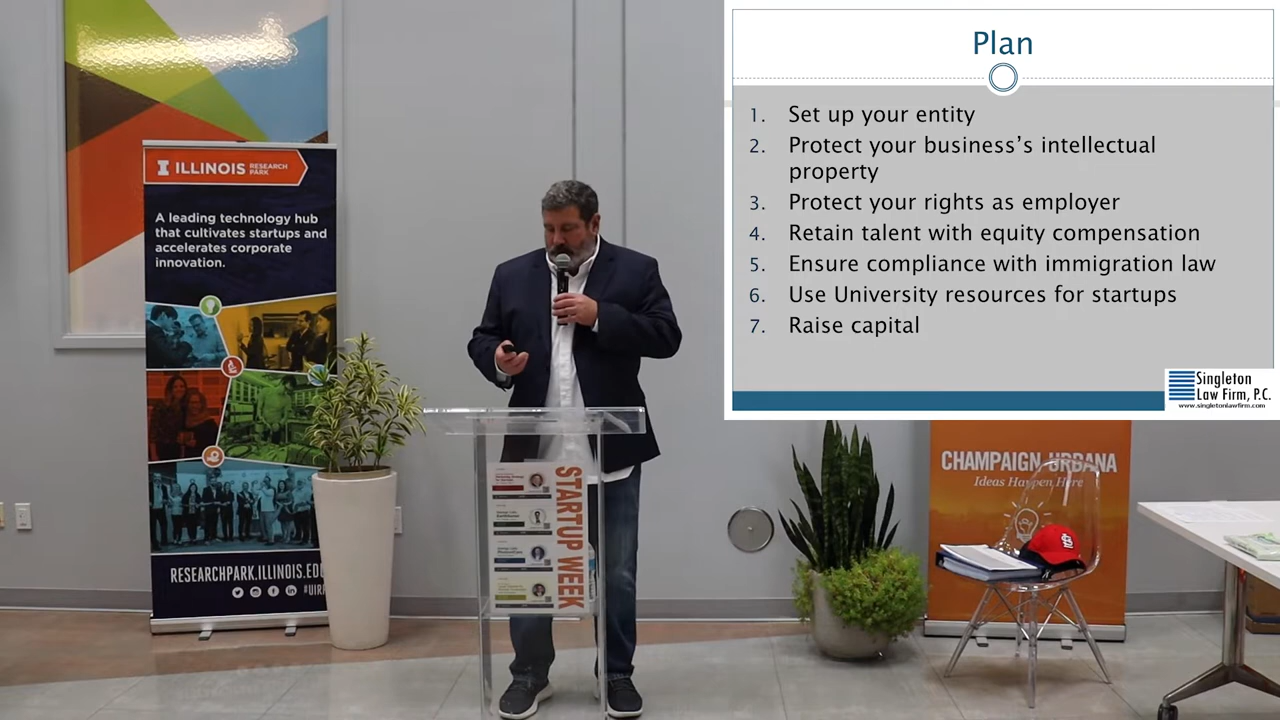 ILLINOIS RESEARCH PARK
A leading technology hub
that cultivates startups and
accelerates corporate
innovation.
RESEARCHPARK.ILLINOIS.EDU
STARTUP WEEK
Plan
1. Set up your entity
2. Protect your business's intellectual
property
3. Protect your rights as employer
4. Retain talent with equity compensation
5. Ensure compliance with immigration law
6. Use University resources for startups
7. Raise capital
Singleton
Law Firm, P.C.
www.singletonlawfirm.com
CHAMPAIGN-URBANA
Ideas Happen Here